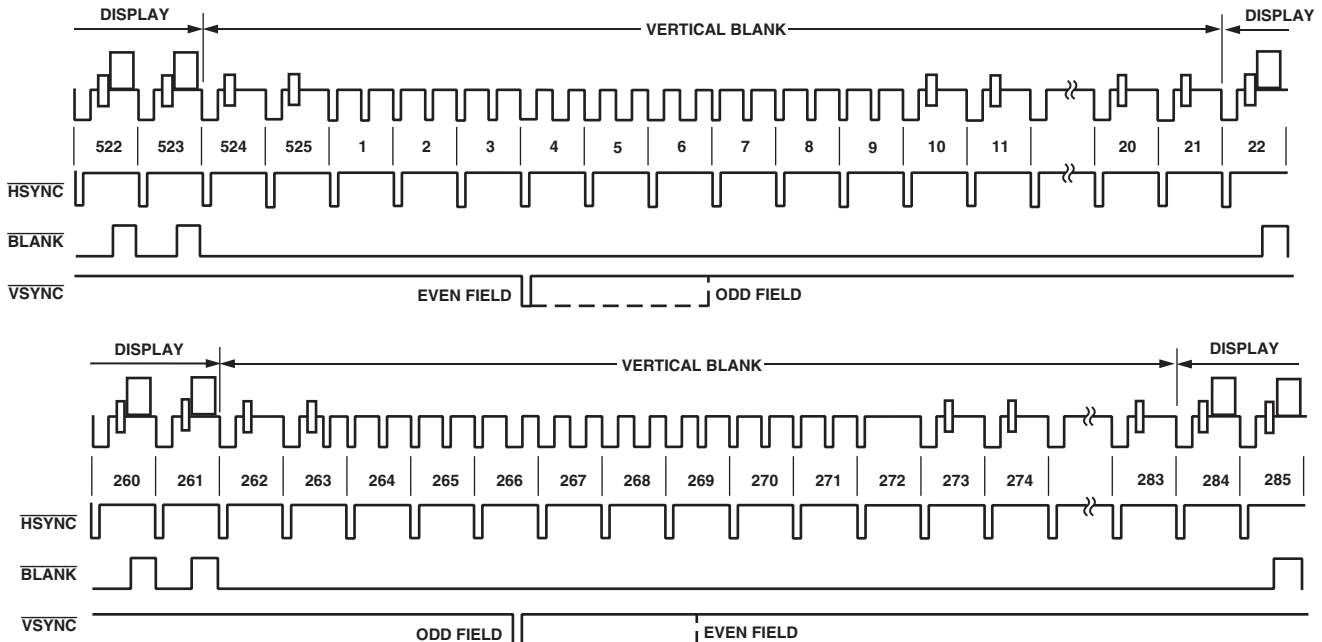 DISPLAY VERTICAL BLANK DISPLAY
522 523 524 525 1 2 3 4 5 6 7 8 9 10 11 20 21 22
HSYNC
BLANK
VSYNC
EVEN FIELD ODD FIELD
DISPLAY VERTICAL BLANK DISPLAY
260 261 262 263 264 265 266 267 268 269 270 271 272 273 274 283 284 285
HSYNC
BLANK
VSYNC
ODD FIELD EVEN FIELD